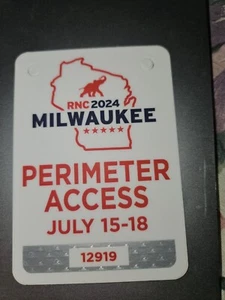 RNC 2024
MILWAUKEE
PERIMETER
ACCESS
JULY 15-18
12919